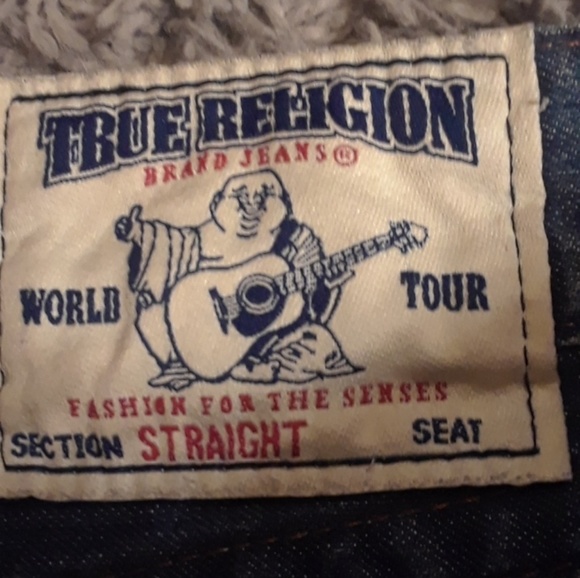 TRUE RELIGION
BRAND JEANS®
WORLD TOUR
FASHION FOR THE SENSES
SECTION STRAIGHT SEAT